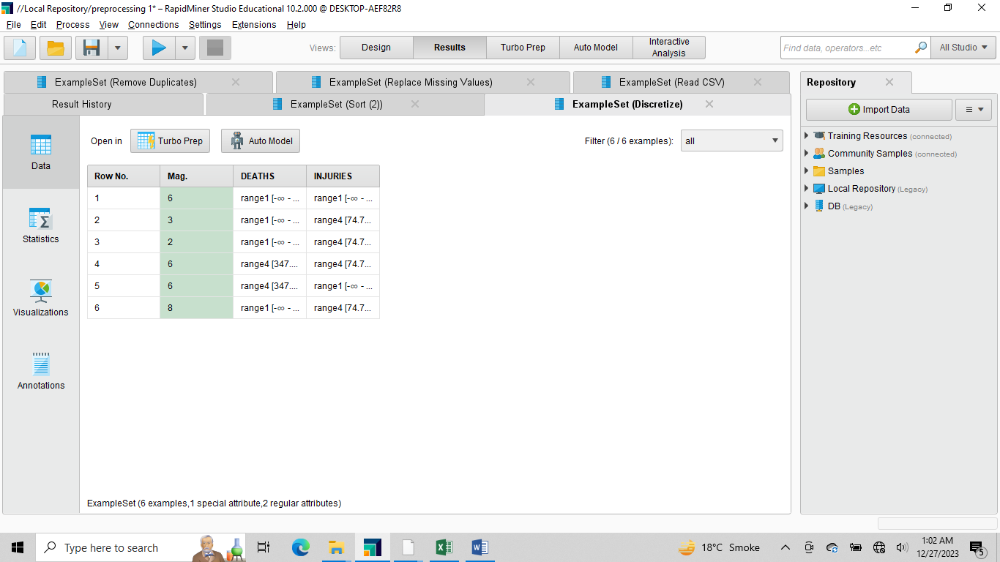 //Local Repository/preprocessing 1* – RapidMiner Studio Educational 10.2.000 @ DESKTOP-AEF82R8
File Edit Process View Connections Settings Extensions Help
Views: Design Results Turbo Prep Auto Model Interactive Analysis Find data, operators...etc All Studio
ExampleSet (Remove Duplicates) ExampleSet (Replace Missing Values) ExampleSet (Read CSV)
Result History ExampleSet (Sort (2)) ExampleSet (Discretize)
Repository
Import Data
Training Resources (connected)
Community Samples (connected)
Samples
Local Repository (Legacy)
DB (Legacy)
Data
Statistics
Visualizations
Annotations
Open in Turbo Prep Auto Model Filter (6 / 6 examples): all
Row No. Mag. DEATHS INJURIES
1 6 range1 [-∞ - ... range1 [-∞ - ...
2 3 range1 [-∞ - ... range4 [74.7...
3 2 range1 [-∞ - ... range4 [74.7...
4 6 range4 [347.... range4 [74.7...
5 6 range4 [347.... range1 [-∞ - ...
6 8 range1 [-∞ - ... range4 [74.7...
ExampleSet (6 examples,1 special attribute,2 regular attributes)
Type here to search
18°C Smoke
1:02 AM
12/27/2023
5